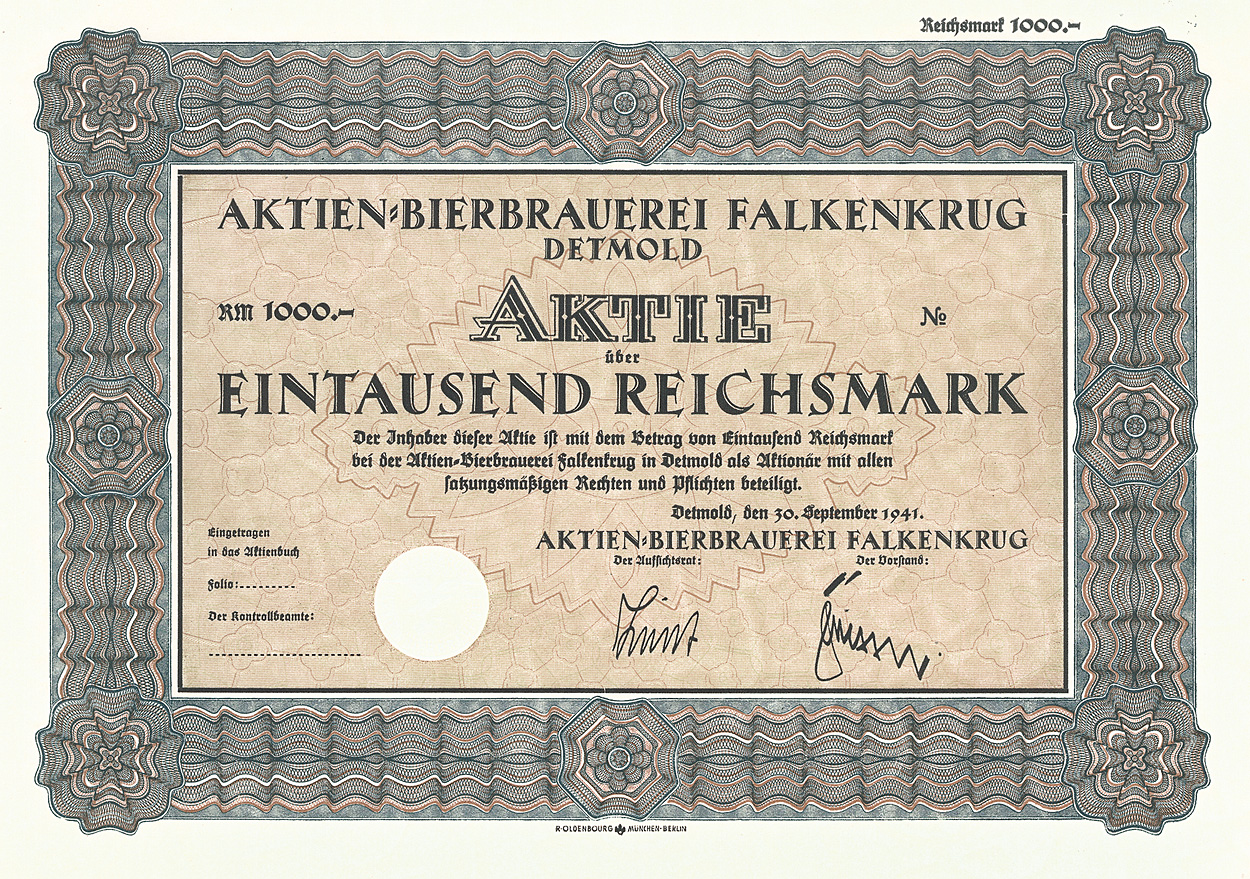 Reichsmark 1000.–
AKTIEN-BIERBRAUEREI FALKENKRUG
DETMOLD
AKTIE
RM 1000.–
№
über
EINTAUSEND REICHSMARK
Der Inhaber dieser Aktie ist mit dem Betrag von Eintausend Reichsmark
bei der Aktien-Bierbrauerei Falkenkrug in Detmold als Aktionär mit allen
satzungsmäßigen Rechten und Pflichten beteiligt.
Detmold, den 30. September 1941.
AKTIEN-BIERBRAUEREI FALKENKRUG
Der Aufsichtsrat:
Der Vorstand:
Eingetragen
in das Aktienbuch
Folio:
Der Kontrollbeamte:
R·OLDENBOURG MÜNCHEN-BERLIN